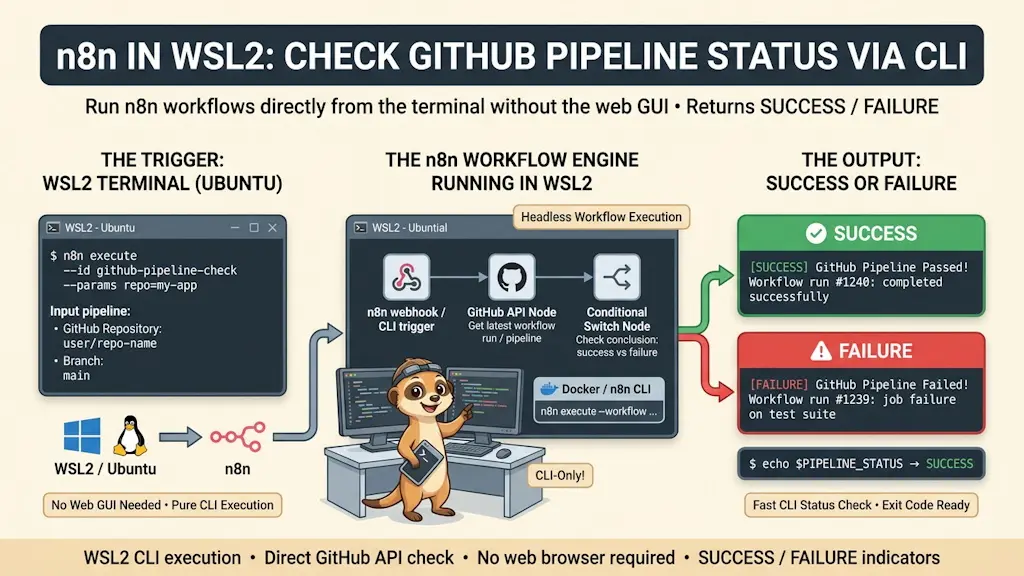 n8n IN WSL2: CHECK GITHUB PIPELINE STATUS VIA CLI
Run n8n workflows directly from the terminal without the web GUI • Returns SUCCESS / FAILURE
THE TRIGGER:
WSL2 TERMINAL (UBUNTU)
WSL2 - Ubuntu
$ n8n execute
--id github-pipeline-check
--params repo=my-app
Input pipeline:
• GitHub Repository:
user/repo-name
• Branch:
main
WSL2 / Ubuntu
n8n
No Web GUI Needed • Pure CLI Execution
THE n8n WORKFLOW ENGINE
RUNNING IN WSL2
Headless Workflow Execution
WSL2 - Ubuntial
n8n webhook /
CLI trigger
GitHub API Node
Get latest workflow
run / pipeline
Conditional
Switch Node
Check conclusion:
success vs failure
Docker / n8n CLI
n8n execute —workflow ...
CLI-Only!
THE OUTPUT:
SUCCESS OR FAILURE
SUCCESS
[SUCCESS] GitHub Pipeline Passed!
Workflow run #1240: completed
successfully
FAILURE
[FAILURE] GitHub Pipeline Failed!
Workflow run #1239: job failure
on test suite
$ echo $PIPELINE_STATUS → SUCCESS
Fast CLI Status Check • Exit Code Ready
WSL2 CLI execution • Direct GitHub API check • No web browser required • SUCCESS / FAILURE indicators